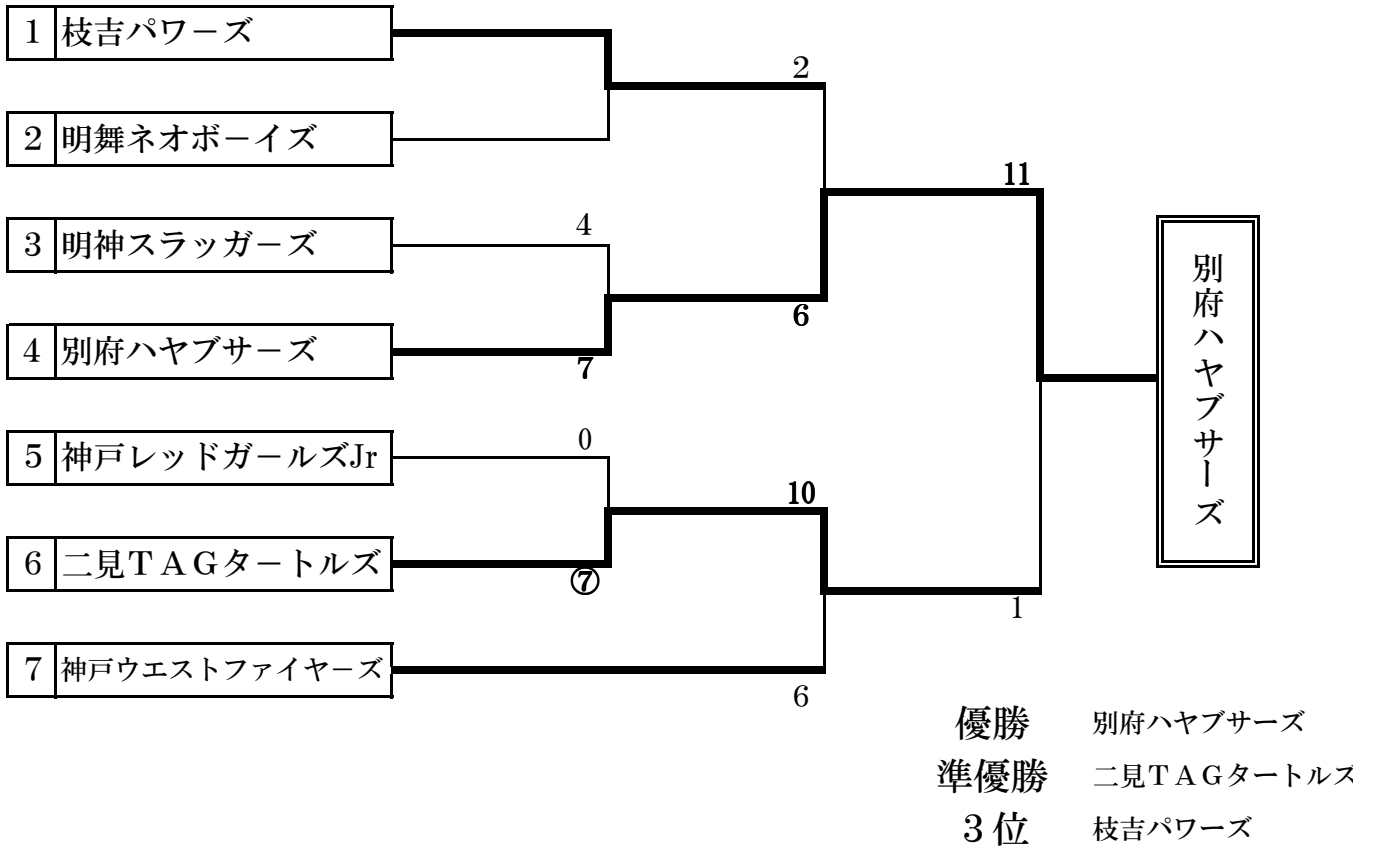 1 枝吉パワーズ
2
2 明舞ネオボーイズ
11
3 明神スラッガーズ
4
6
4 別府ハヤブサーズ
7
別府ハヤブサーズ
5 神戸レッドガールズJr
0
10
6 二見ＴＡＧタートルズ
⑦
1
7 神戸ウエストファイヤーズ
6
優勝 別府ハヤブサーズ
準優勝 二見ＴＡＧタートルズ
３位 枝吉パワーズ